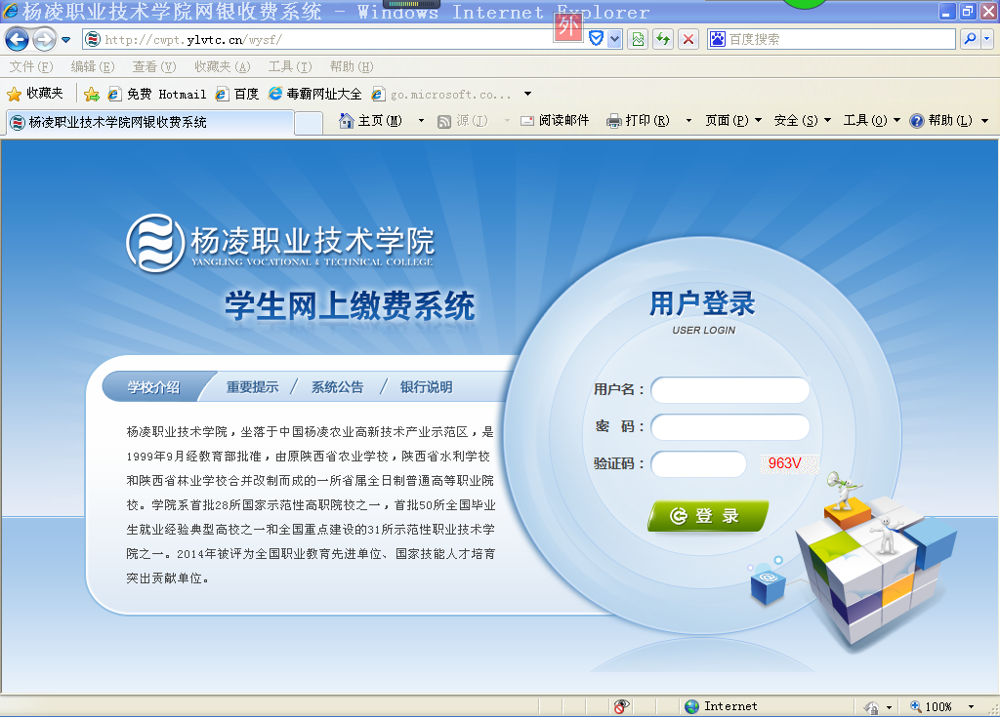 杨凌职业技术学院网银收费系统 - Windows Internet Explorer
外
http://cwpt.ylvtc.cn/wysf/
百度搜索
文件(F) 编辑(E) 查看(V) 收藏夹(A) 工具(T) 帮助(H)
收藏夹 免费 Hotmail 百度 毒霸网址大全 go.microsoft.co...
杨凌职业技术学院网银收费系统 主页(M) 源(J) 阅读邮件 打印(R) 页面(P) 安全(S) 工具(O) 帮助(L)
杨凌职业技术学院
YANGLING VOCATIONAL & TECHNICAL COLLEGE
学生网上缴费系统
学校介绍 / 重要提示 / 系统公告 / 银行说明
杨凌职业技术学院，坐落于中国杨凌农业高新技术产业示范区，是
1999年9月经教育部批准，由原陕西省农业学校，陕西省水利学校
和陕西省林业学校合并改制而成的一所省属全日制普通高等职业院
校。学院系首批28所国家示范性高职院校之一，首批50所全国毕业
生就业经验典型高校之一和全国重点建设的31所示范性职业技术学
院之一。2014年被评为全国职业教育先进单位、国家技能人才培育
突出贡献单位。
用户登录
USER LOGIN
用户名：
密 码：
验证码： 963V
登 录
@
Internet 100%